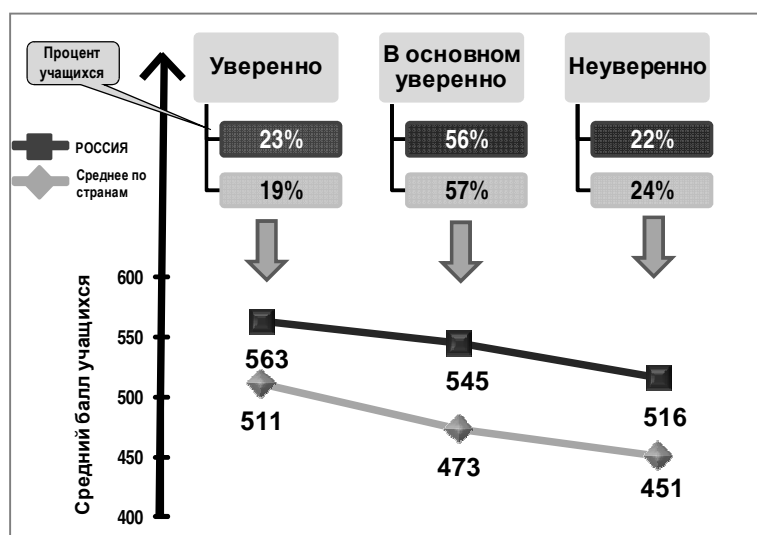 Процент
учащихся
Уверенно
В основном
уверенно
Неуверенно
23%
56%
22%
РОССИЯ
Среднее по
странам
19%
57%
24%
Средний балл учащихся
600
550
500
450
400
563
545
516
511
473
451